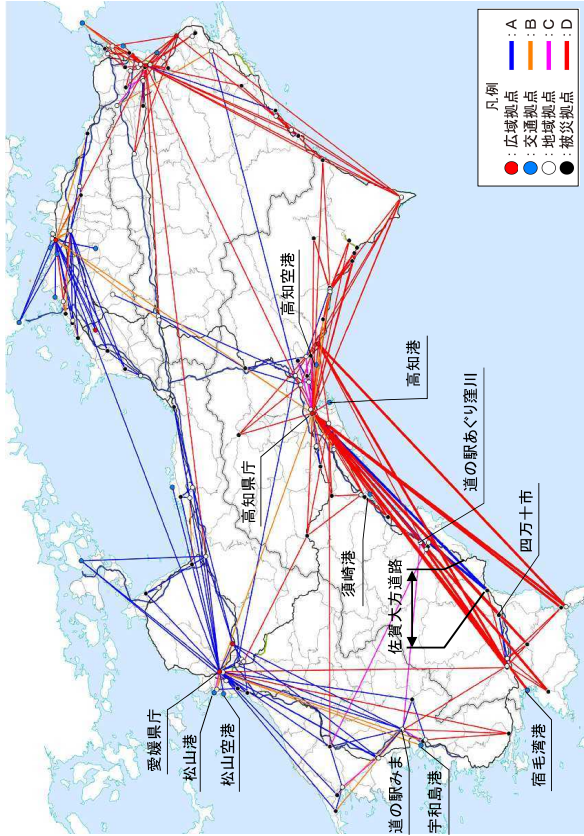 凡例
●：広域拠点 ━：A
●：交通拠点 ━：B
○：地域拠点 ━：C
●：被災拠点 ━：D
愛媛県庁
松山港
松山空港
道の駅みま
宇和島港
宿毛湾港
四万十市
佐賀大方道路
道の駅あぐり窪川
須崎港
高知県庁
高知港
高知空港